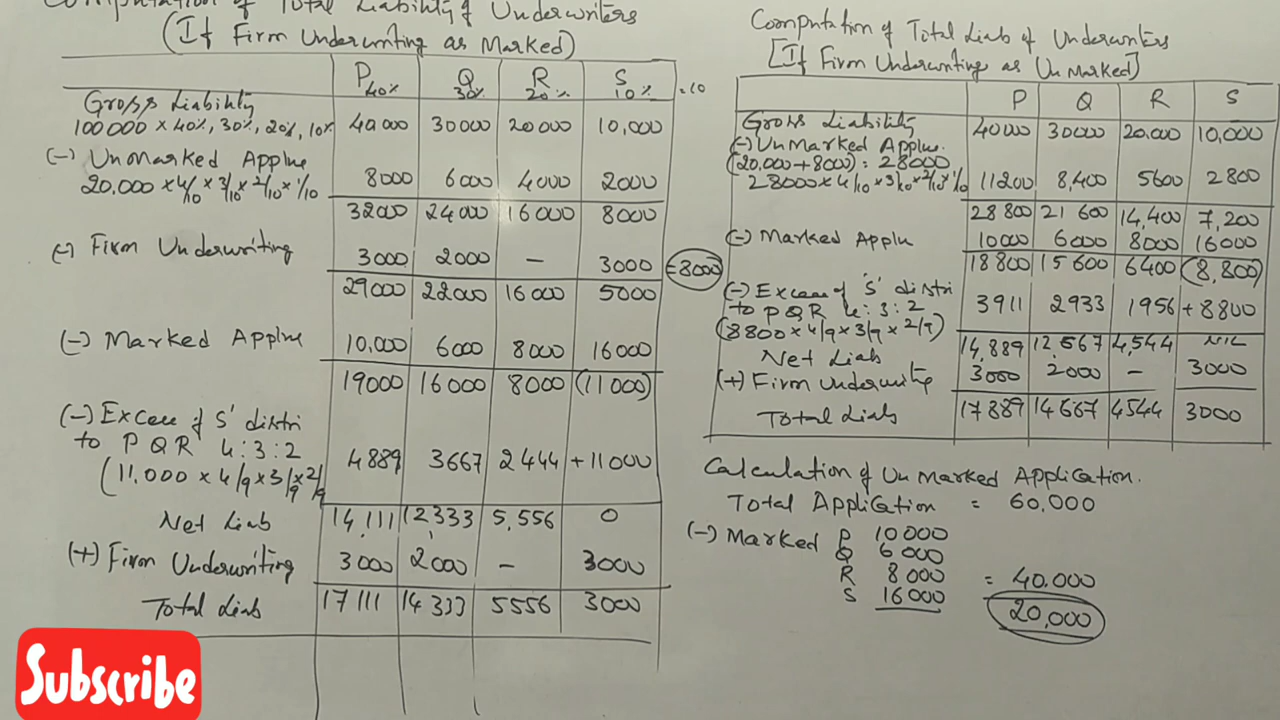 Computation of Total Liability of Underwriters
(If Firm Underwriting as Marked)
P Q R S
40% 30% 20% 10% =10
Gross Liability
100000 x 40%, 30%, 20%, 10% 40000 30000 20000 10,000
(-) UnMarked Applne
20,000 x 4/10 x 3/10 x 2/10 x 1/10 8000 6000 4000 2000
32000 24000 16000 8000
(-) Firm Underwriting 3000 2000 — 3000 =8000
29000 22000 16000 5000
(-) Marked Applne 10,000 6000 8000 16000
19000 16000 8000 (11000)
(-) Excess of S' distri
to P Q R 4:3:2 4889 3667 2444 +11000
(11,000 x 4/9 x 3/9 x 2/9
Net Liab 14,111 12,333 5,556 0
(+) Firm Underwriting 3000 2000 — 3000
Total Liab 17111 14333 5556 3000
Subscribe
Computation of Total Liab of Underwriters
[If Firm Underwriting as UnMarked]
P Q R S
Gross Liability 40000 30000 20,000 10,000
(-) UnMarked Applne.
(20,000+8000) = 28000
28000 x 4/10 x 3/10 x 2/10 x 1/10 11200 8,400 5600 2800
28800 21600 14,400 7,200
(-) Marked Appln 10000 6000 8000 16000
18800 15600 6400 (8,800)
(-) Excess of 'S' distri
to P Q R 4:3:2 3911 2933 1956 +8800
(8800 x 4/9 x 3/9 x 2/9)
Net Liab 14,889 12,667 4,544 NIL
(+) Firm Underwriting 3000 2000 — 3000
Total Liab 17889 14667 4544 3000
Calculation of Un Marked Application.
Total Application = 60,000
(-) Marked P 10000
Q 6000
R 8000 = 40,000
S 16000
20,000